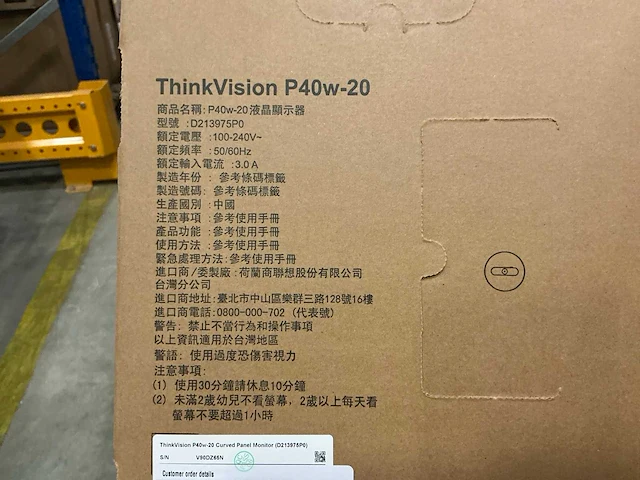 ThinkVision P40w-20
商品名稱: P40w-20液晶顯示器
型號 :D213975P0
額定電壓 :100-240V~
額定頻率 : 50/60Hz
額定輸入電流 :3.0 A
製造年份 : 參考條碼標籤
製造號碼: 參考條碼標籤
生產國別 : 中國
注意事項 :參考使用手冊
產品功能 :參考使用手冊
使用方法 :參考使用手冊
緊急處理方法:參考使用手冊
進口商/委製廠 : 荷蘭商聯想股份有限公司
台灣分公司
進口商地址: 臺北市中山區樂群三路128號16樓
進口商電話:0800-000-702 (代表號)
警告: 禁止不當行為和操作事項
以上資訊適用於台灣地區
警語: 使用過度恐傷害視力
注意事項:
(1) 使用30分鐘請休息10分鐘
(2) 未滿2歲幼兒不看螢幕，2歲以上每天看
螢幕不要超過1小時
ThinkVision P40w-20 Curved Panel Monitor (D213975P0)
S/N V90DZ65N
Customer order details